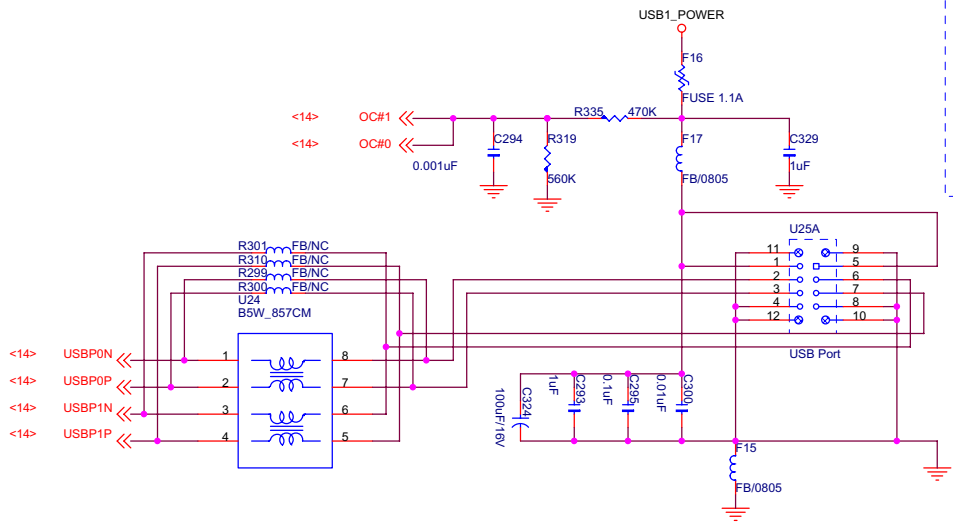 USB1_POWER
F16
FUSE 1.1A
<14> OC#1
R335 470K
<14> OC#0
C294
0.001uF
R319
560K
F17
FB/0805
C329
1uF
U25A
R301 FB/NC
R310 FB/NC
R299 FB/NC
R300 FB/NC
U24
B5W_857CM
11 9
1 5
2 6
3 7
4 8
12 10
USB Port
<14> USBP0N 1 8
<14> USBP0P 2 7
<14> USBP1N 3 6
<14> USBP1P 4 5
C324
100uF/16V
C293
1uF
C295
0.1uF
C300
0.01uF
F15
FB/0805